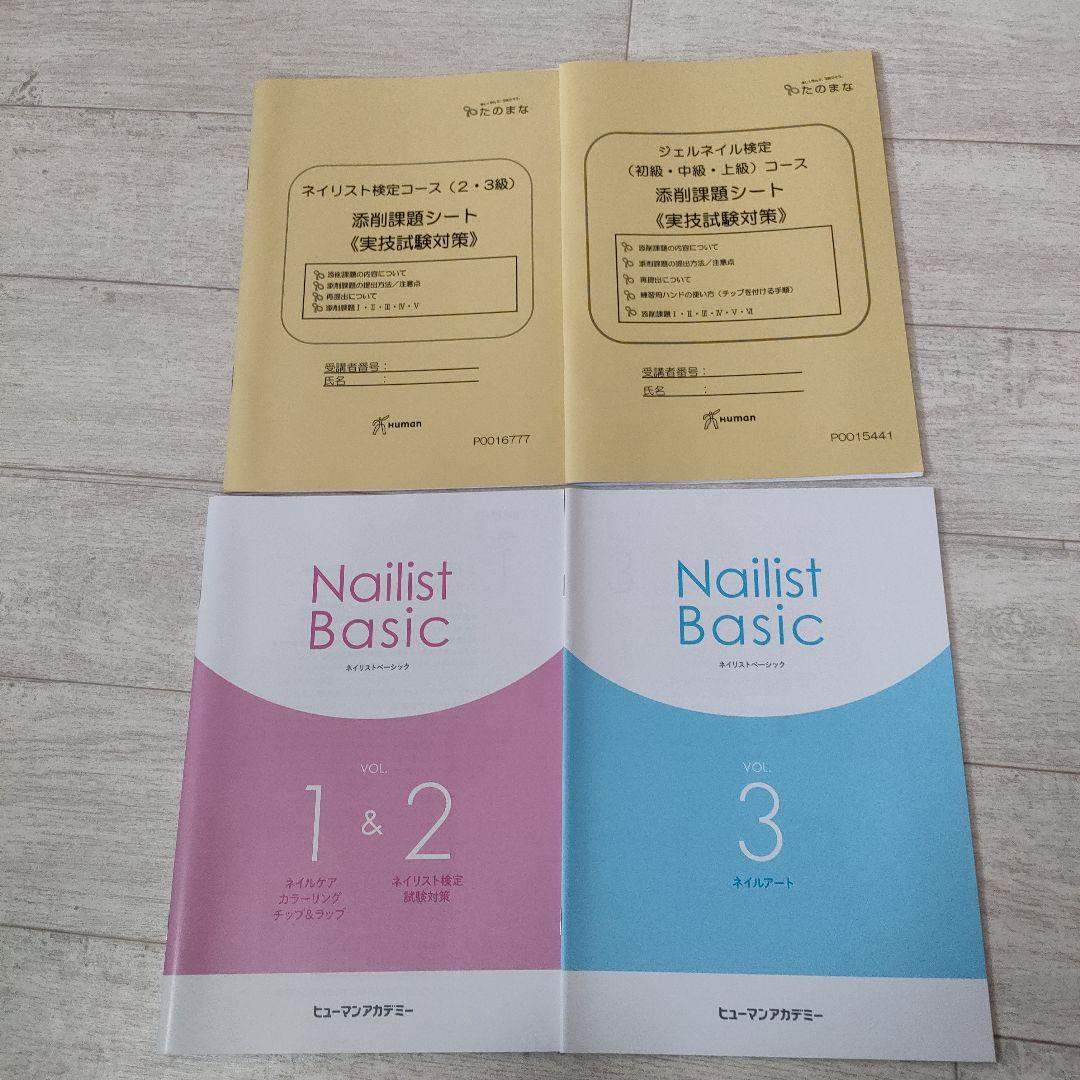 たのまな
ネイリスト検定コース（２・３級）
添削課題シート
《実技試験対策》
添削課題の内容について
添削課題の提出方法／注意点
再提出について
添削課題Ⅰ・Ⅱ・Ⅲ・Ⅳ・Ⅴ
受講者番号：
氏名　　　：
Human
P0016777
たのまな
ジェルネイル検定
（初級・中級・上級）コース
添削課題シート
《実技試験対策》
添削課題の内容について
添削課題の提出方法／注意点
再提出について
練習用ハンドの使い方（チップを付ける手順）
添削課題Ⅰ・Ⅱ・Ⅲ・Ⅳ・Ⅴ・Ⅵ
受講者番号：
氏名　　　：
Human
P0015441
Nailist
Basic
ネイリストベーシック
VOL.
1 & 2
ネイルケア
カラーリング
チップ&ラップ
ネイリスト検定
試験対策
ヒューマンアカデミー
Nailist
Basic
ネイリストベーシック
VOL.
3
ネイルアート
ヒューマンアカデミー